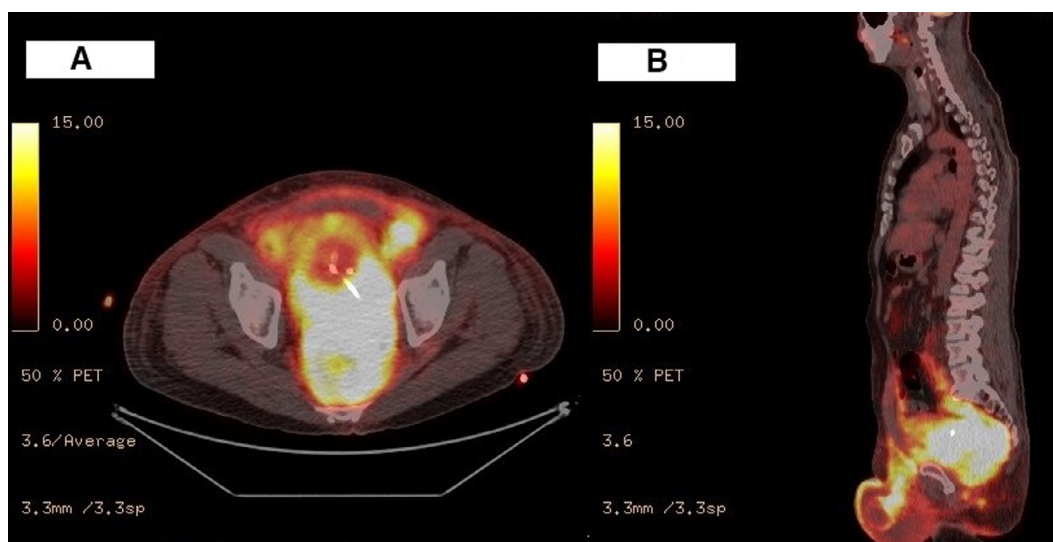 A
15.00
0.00
50 % PET
3.6/Average
3.3mm /3.3sp
B
15.00
0.00
50 % PET
3.6
3.3mm /3.3sp